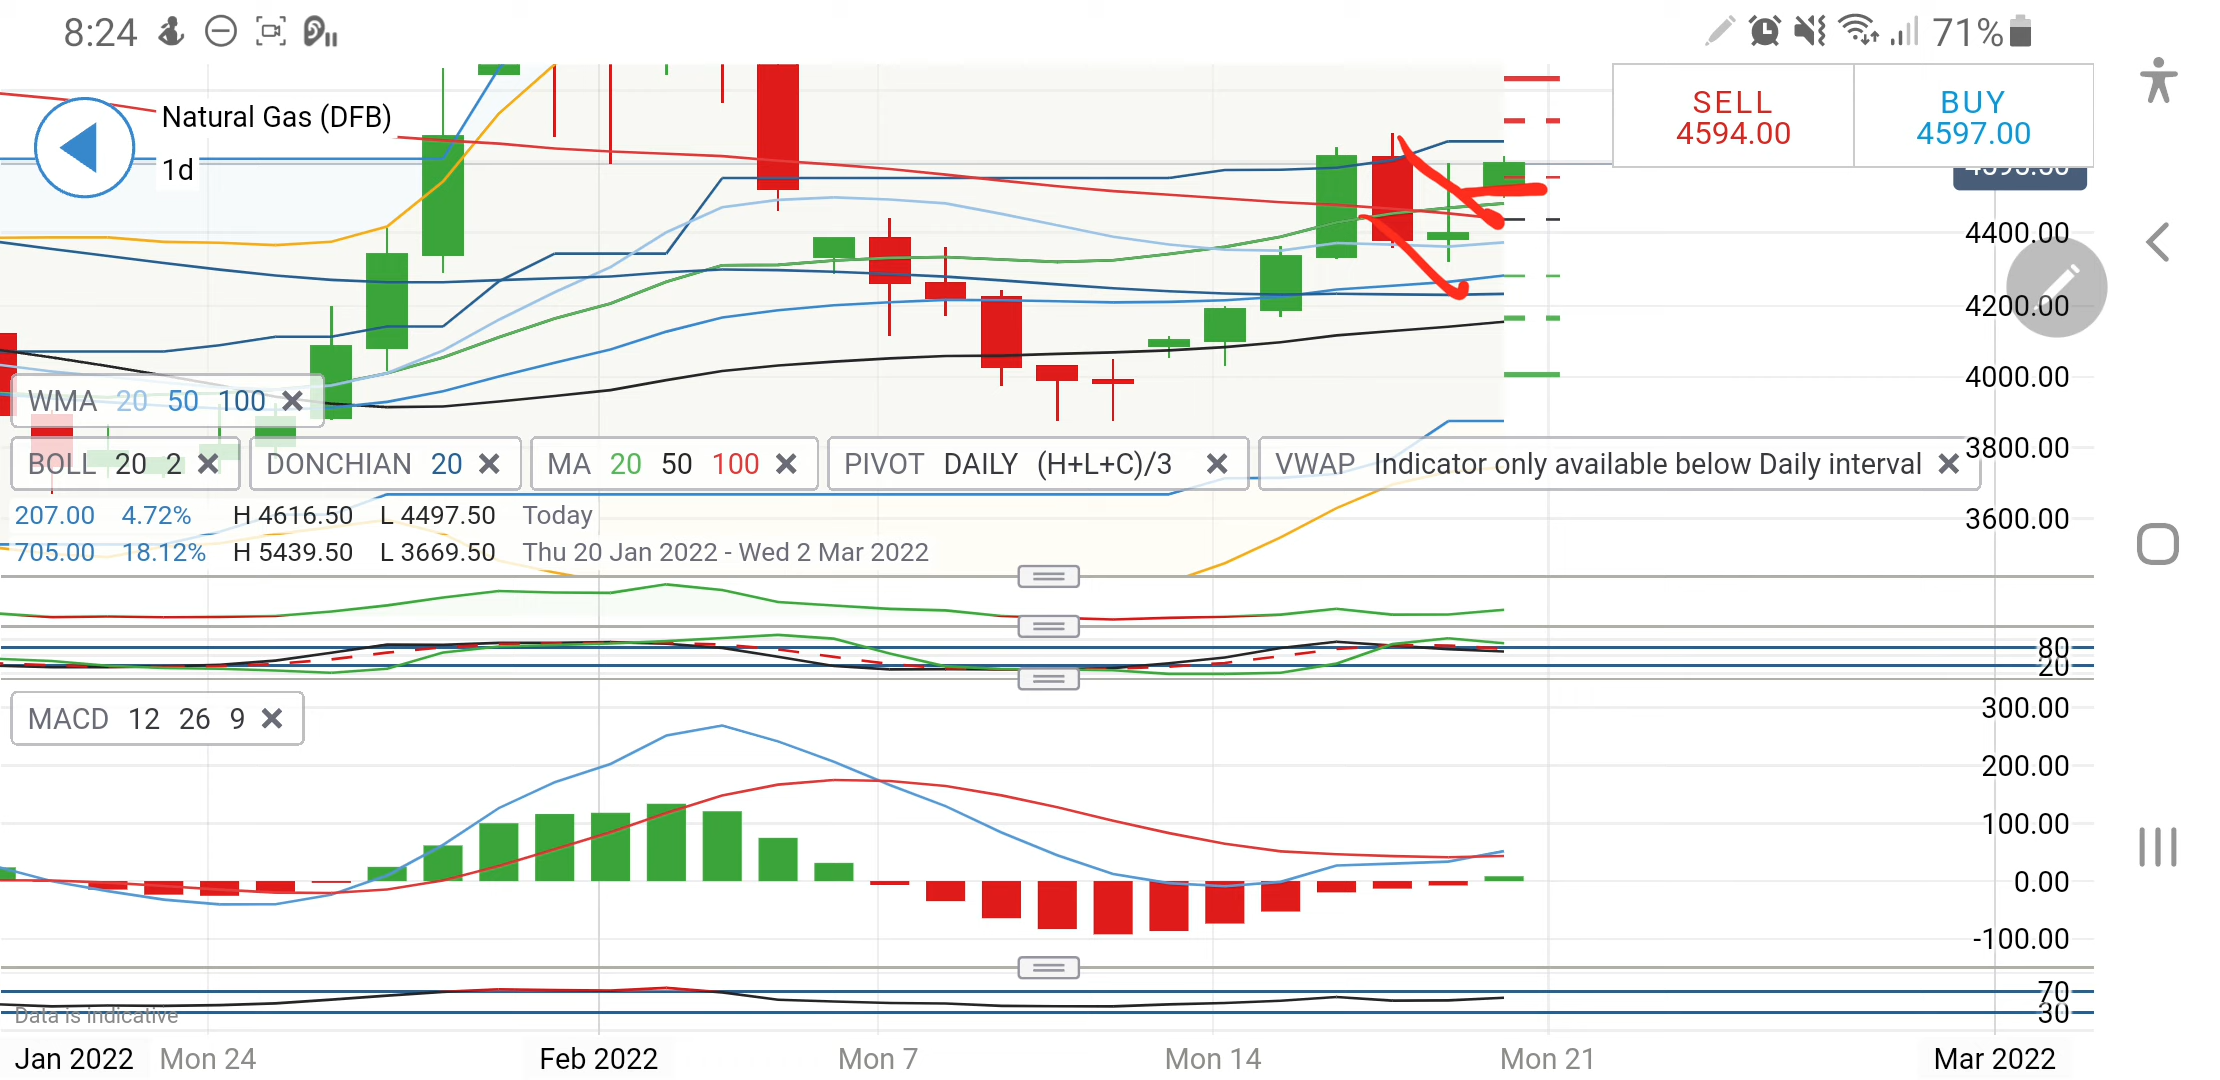 8:24
71%
Natural Gas (DFB)
1d
SELL
4594.00
BUY
4597.00
4400.00
4200.00
4000.00
3800.00
3600.00
WMA 20 50 100
BOLL 20 2
DONCHIAN 20
MA 20 50 100
PIVOT DAILY (H+L+C)/3
VWAP Indicator only available below Daily interval
207.00 4.72% H 4616.50 L 4497.50 Today
705.00 18.12% H 5439.50 L 3669.50 Thu 20 Jan 2022 - Wed 2 Mar 2022
80
20
MACD 12 26 9
300.00
200.00
100.00
0.00
-100.00
70
30
Data is indicative
Jan 2022 Mon 24 Feb 2022 Mon 7 Mon 14 Mon 21 Mar 2022